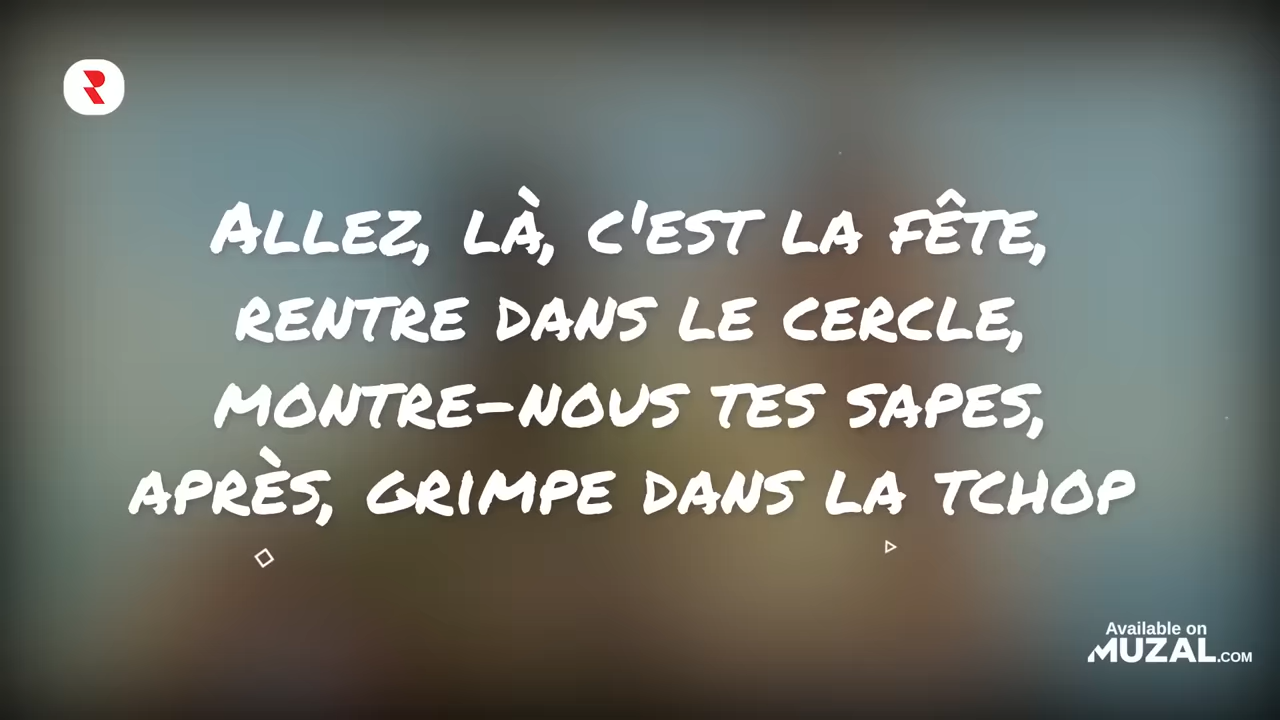 Allez, là, c'est la fête,
rentre dans le cercle,
montre-nous tes sapes,
après, grimpe dans la tchop
Available on
MUZAL.COM